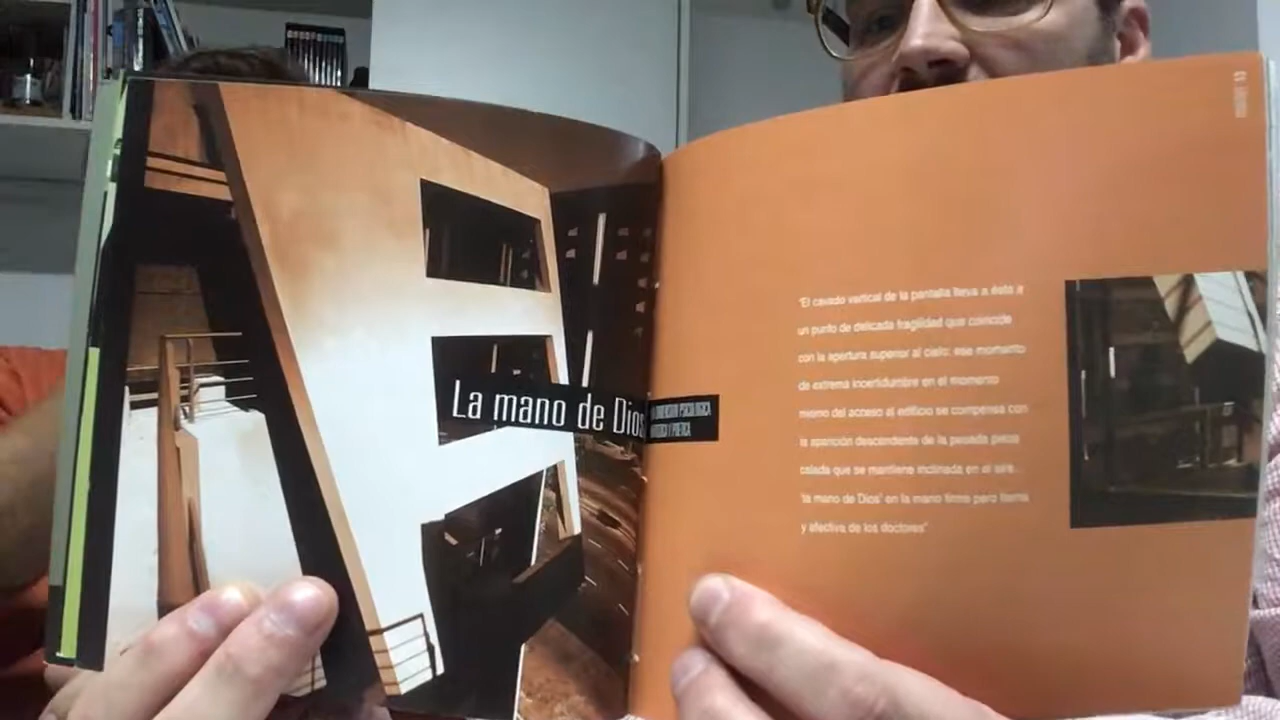 La mano de Dios
"El cavado vertical de la pantalla lleva a ésta a
un punto de delicada fragilidad que coincide
con la apertura superior al cielo: ese momento
de extrema incertidumbre en el momento
mismo del acceso al edificio se compensa con
la aparición descendente de la pesada pieza
calada que se mantiene inclinada en el aire...
'la mano de Dios' en la mano firme pero tierna
y efectiva de los doctores"